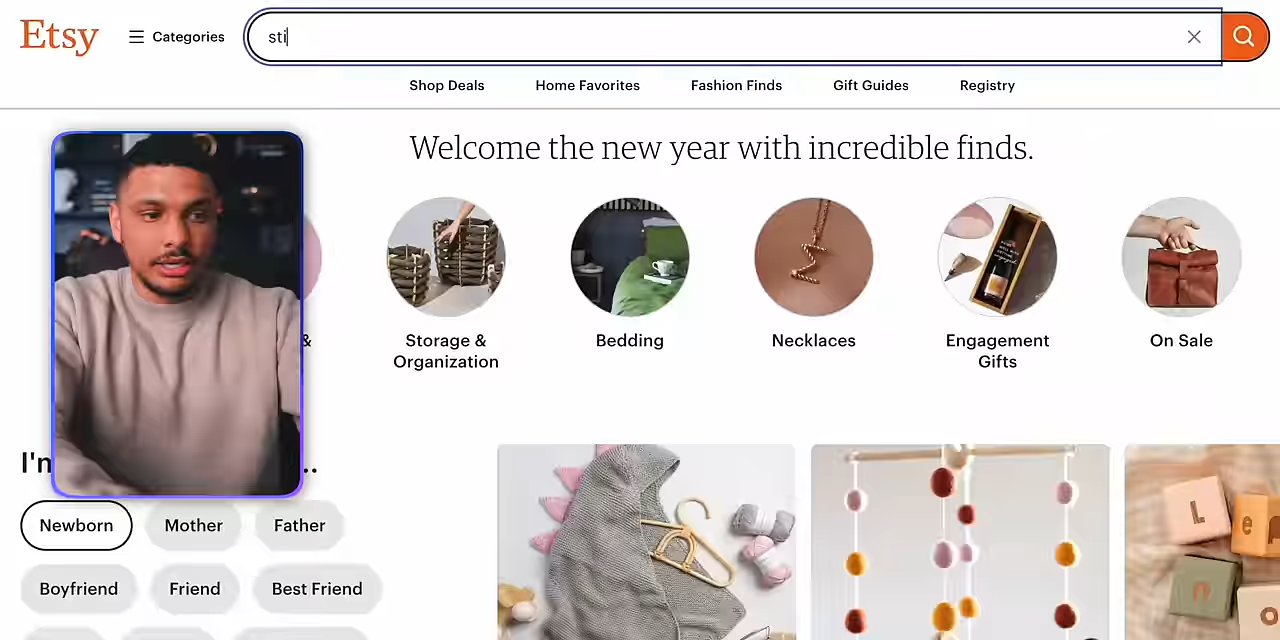 Etsy
Categories
sti
Shop Deals
Home Favorites
Fashion Finds
Gift Guides
Registry
Welcome the new year with incredible finds.
&
Storage &
Organization
Bedding
Necklaces
Engagement
Gifts
On Sale
I'm
..
Newborn
Mother
Father
Boyfriend
Friend
Best Friend
L
e
n
o